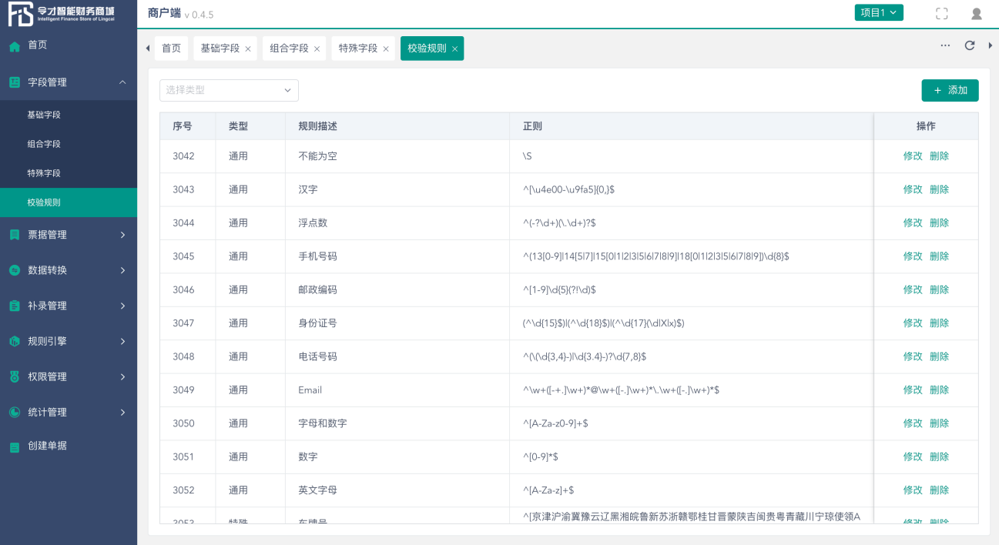 令才智能财务商城
Intelligent Finance Store of Lingcai
商户端 v 0.4.5
项目1
首页
字段管理
基础字段
组合字段
特殊字段
校验规则
票据管理
数据转换
补录管理
规则引擎
权限管理
统计管理
创建单据
首页 基础字段 × 组合字段 × 特殊字段 × 校验规则 ×
选择类型
+ 添加
序号 类型 规则描述 正则 操作
3042 通用 不能为空 \S 修改 删除
3043 通用 汉字 ^[\u4e00-\u9fa5]{0,}$ 修改 删除
3044 通用 浮点数 ^(-?\d+)(\.\d+)?$ 修改 删除
3045 通用 手机号码 ^(13[0-9]|14[5|7]|15[0|1|2|3|5|6|7|8|9]|18[0|1|2|3|5|6|7|8|9])\d{8}$ 修改 删除
3046 通用 邮政编码 ^[1-9]\d{5}(?!\d)$ 修改 删除
3047 通用 身份证号 (^\d{15}$)|(^\d{18}$)|(^\d{17}(\d|X|x)$) 修改 删除
3048 通用 电话号码 ^(\(\d{3,4}-)|\d{3.4}-)?\d{7,8}$ 修改 删除
3049 通用 Email ^\w+([-+.]\w+)*@\w+([-.]\w+)*\.\w+([-.]\w+)*$ 修改 删除
3050 通用 字母和数字 ^[A-Za-z0-9]+$ 修改 删除
3051 通用 数字 ^[0-9]*$ 修改 删除
3052 通用 英文字母 ^[A-Za-z]+$ 修改 删除
3053 特殊 车牌号 ^[京津沪渝冀豫云辽黑湘皖鲁新苏浙赣鄂桂甘晋蒙陕吉闽贵粤青藏川宁琼使领A 修改 删除